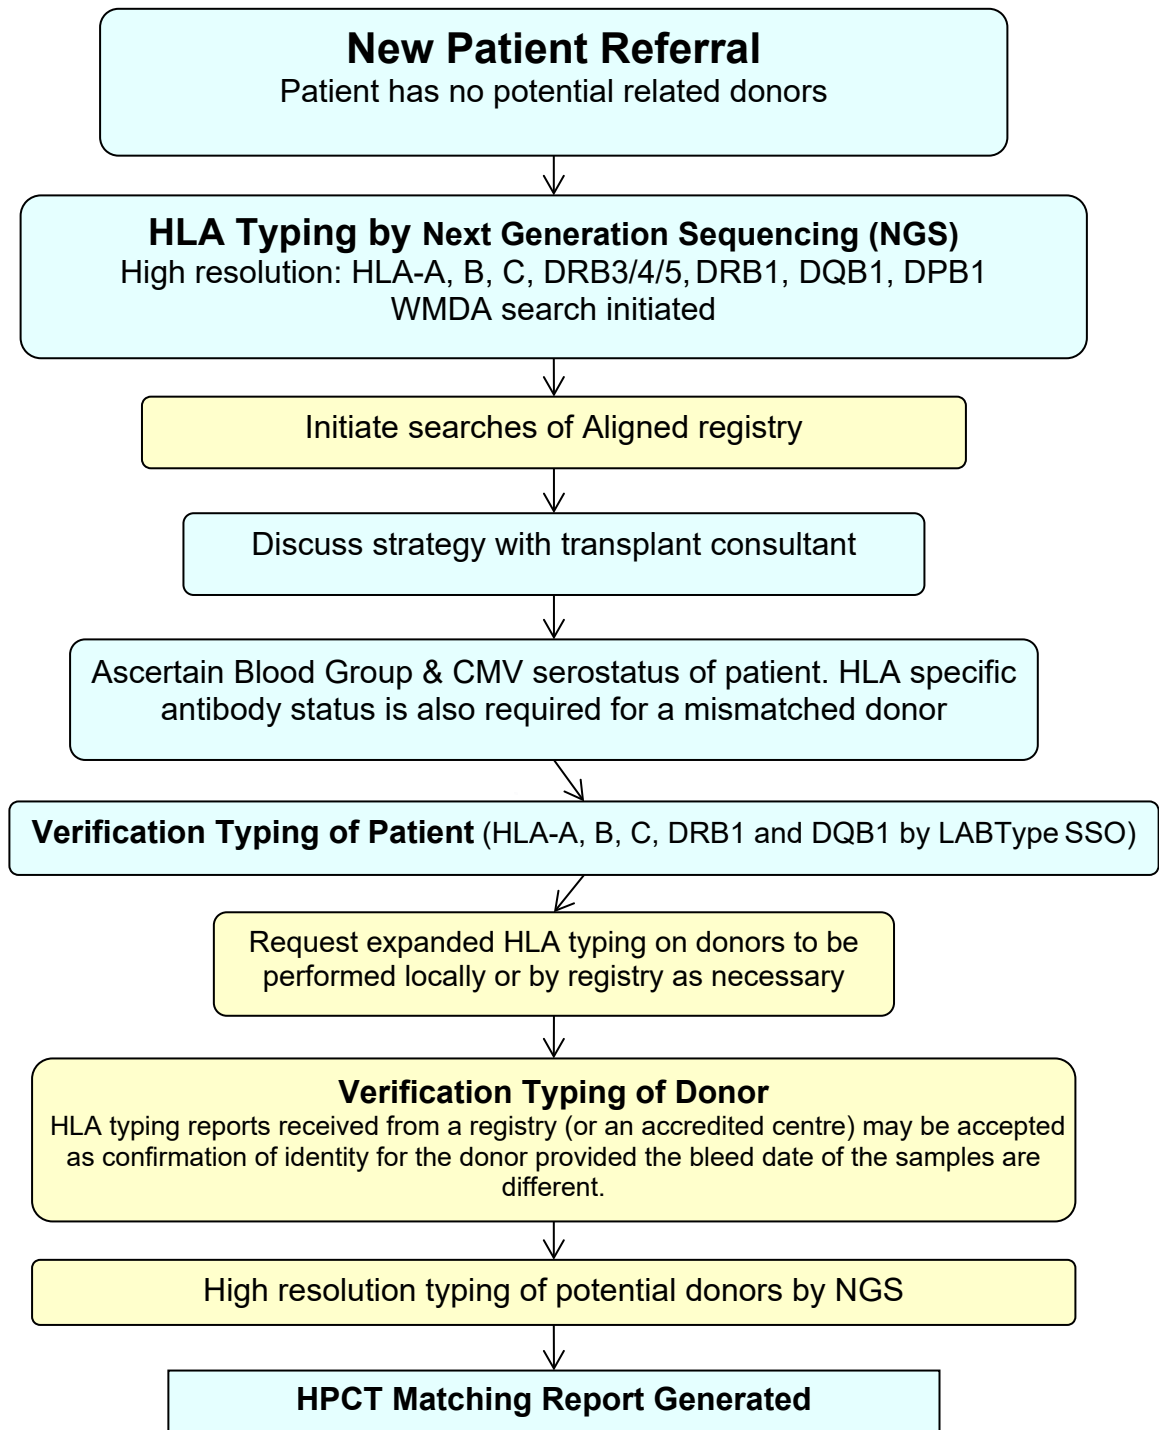 New Patient Referral
Patient has no potential related donors
HLA Typing by Next Generation Sequencing (NGS)
High resolution: HLA-A, B, C, DRB3/4/5, DRB1, DQB1, DPB1
WMDA search initiated
Initiate searches of Aligned registry
Discuss strategy with transplant consultant
Ascertain Blood Group & CMV serostatus of patient. HLA specific
antibody status is also required for a mismatched donor
Verification Typing of Patient (HLA-A, B, C, DRB1 and DQB1 by LABType SSO)
Request expanded HLA typing on donors to be
performed locally or by registry as necessary
Verification Typing of Donor
HLA typing reports received from a registry (or an accredited centre) may be accepted
as confirmation of identity for the donor provided the bleed date of the samples are
different.
High resolution typing of potential donors by NGS
HPCT Matching Report Generated